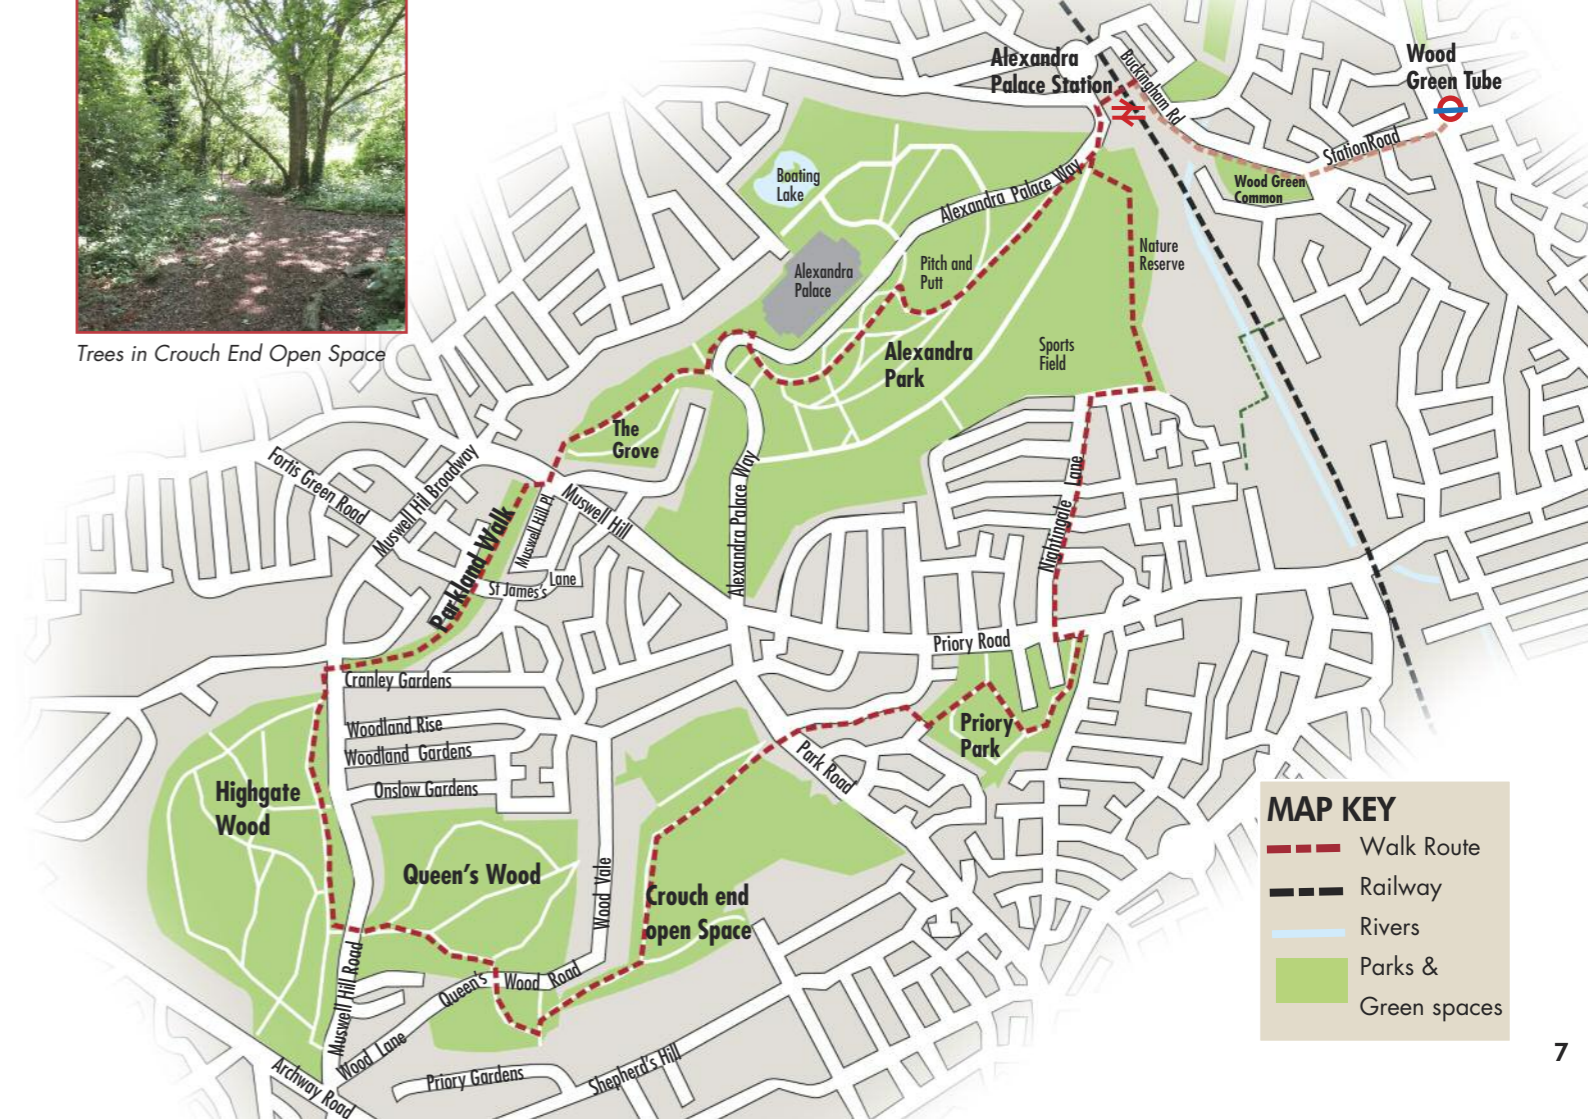 Trees in Crouch End Open Space
Alexandra
Palace Station
Buckingham Rd
Wood
Green Tube
Station Road
Wood Green
Common
Boating
Lake
Alexandra Palace Way
Nature
Reserve
Pitch and
Putt
Alexandra
Palace
Alexandra
Park
Sports
Field
The
Grove
Fortis Green Road
Muswell Hil Broadway
Muswell Hill
Muswell Hill Pl
Parkland Walk
St James's Lane
Alexandra Palace Way
Nightingale Lane
Priory Road
Cranley Gardens
Woodland Rise
Woodland Gardens
Onslow Gardens
Priory
Park
Park Road
Highgate
Wood
Queen's Wood
Wood Vale
Crouch end
open Space
Muswell Hill Road
Queen's Wood Road
Wood Lane
Archway Road
Priory Gardens
Shepherd's Hill
MAP KEY
Walk Route
Railway
Rivers
Parks &
Green spaces
7